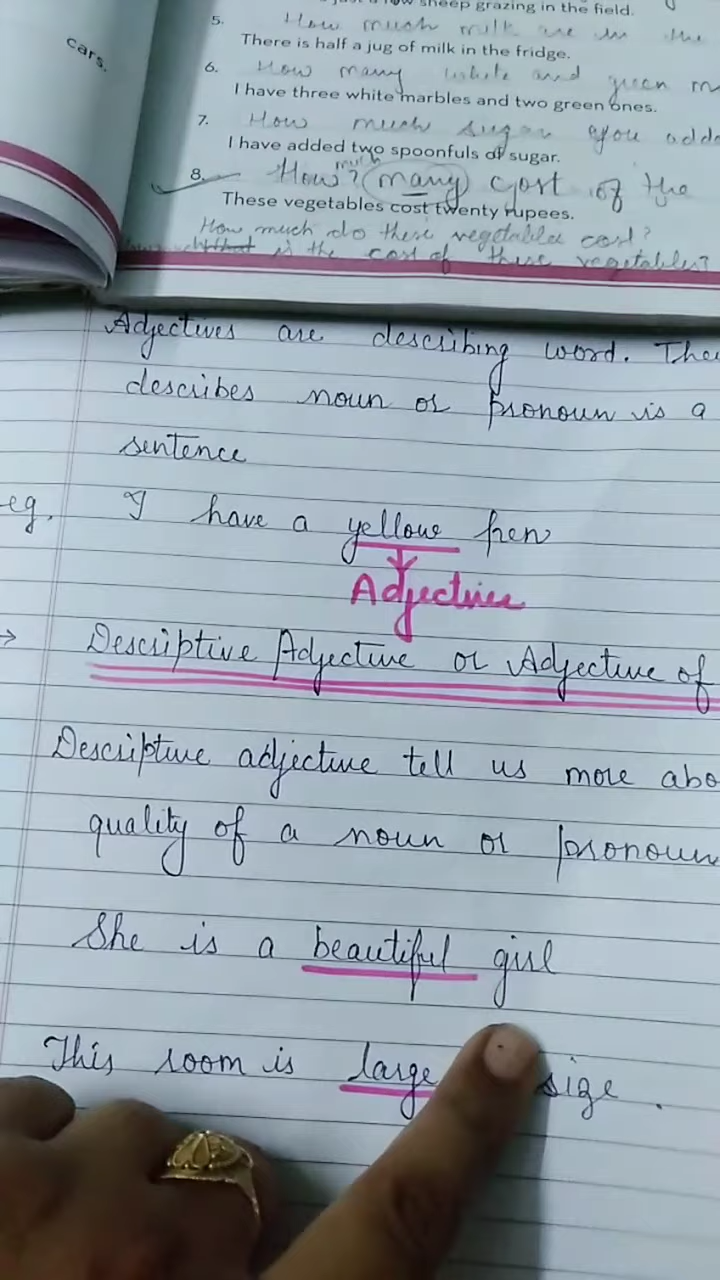 sheep grazing in the field.
5. How much milk are in the
There is half a jug of milk in the fridge.
cars.
6. How many white and green m
I have three white marbles and two green ones.
7. How much sugar you adde
I have added two spoonfuls of sugar.
much
8. How? many cost of the
These vegetables cost twenty rupees.
How much do these vegetables cost?
is the cost of these vegetables?
Adjectives are describing word. The
describes noun or pronoun is a
sentence
eg. I have a yellow pen
Adjective
→ Descriptive Adjective or Adjective of
Descriptive adjective tell us more abo
quality of a noun or pronoun
She is a beautiful girl
This room is large size.